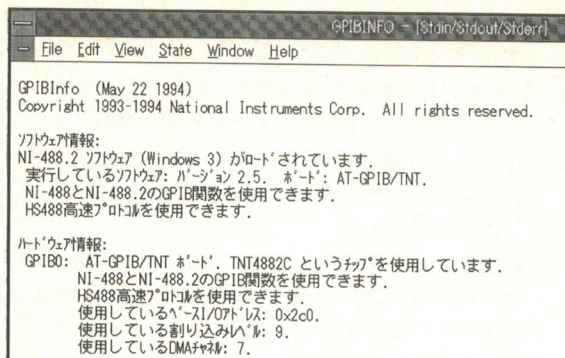 GPIBINFO - [Stdin/Stdout/Stderr]
File Edit View State Window Help
GPIBInfo (May 22 1994)
Copyright 1993-1994 National Instruments Corp. All rights reserved.
ｿﾌﾄｳｪｱ情報:
NI-488.2 ｿﾌﾄｳｪｱ (Windows 3) がﾛｰﾄﾞされています.
実行しているｿﾌﾄｳｪｱ: ﾊﾞｰｼﾞｮﾝ 2.5. ﾎﾞｰﾄﾞ: AT-GPIB/TNT.
NI-488とNI-488.2のGPIB関数を使用できます.
HS488高速ﾌﾟﾛﾄｺﾙを使用できます.
ﾊｰﾄﾞｳｪｱ情報:
GPIB0: AT-GPIB/TNT ﾎﾞｰﾄﾞ. TNT4882C というﾁｯﾌﾟを使用しています.
NI-488とNI-488.2のGPIB関数を使用できます.
HS488高速ﾌﾟﾛﾄｺﾙを使用できます.
使用しているﾍﾞｰｽI/Oｱﾄﾞﾚｽ: 0x2c0.
使用している割り込みﾚﾍﾞﾙ: 9.
使用しているDMAﾁｬﾈﾙ: 7.